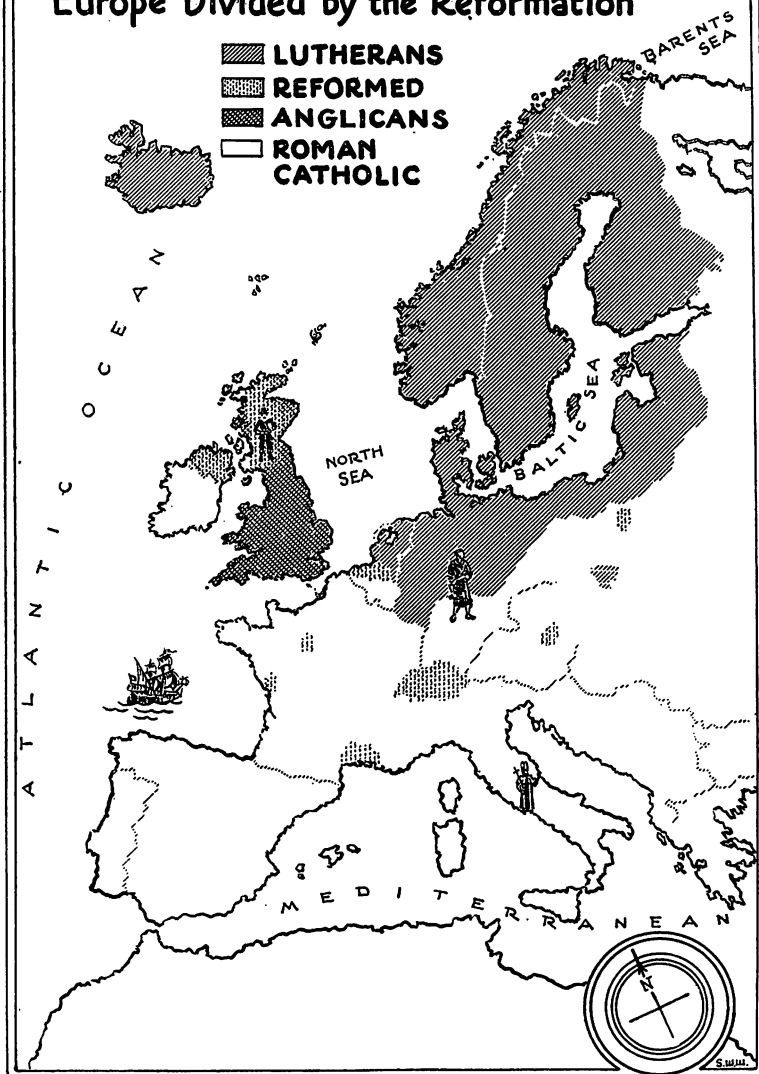 Europe Divided by the Reformation
LUTHERANS
REFORMED
ANGLICANS
ROMAN
CATHOLIC
BARENTS
SEA
ATLANTIC OCEAN
NORTH
SEA
BALTIC SEA
MEDITERRANEAN
N
S.W.W.